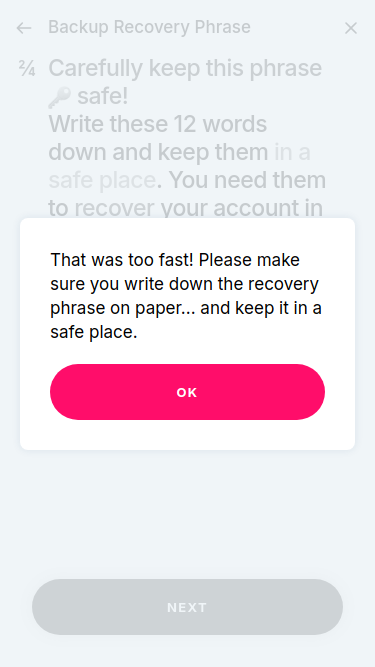 Backup Recovery Phrase
2/4 Carefully keep this phrase
🔑 safe!
Write these 12 words
down and keep them in a
safe place. You need them
to recover your account in
That was too fast! Please make
sure you write down the recovery
phrase on paper... and keep it in a
safe place.
OK
NEXT